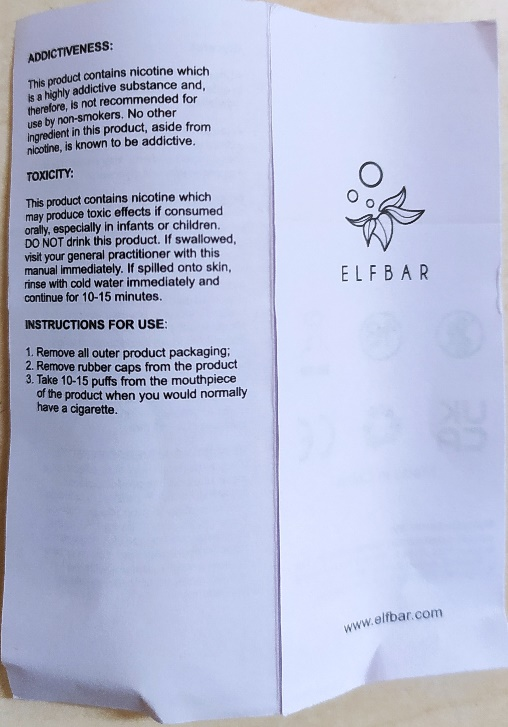 ADDICTIVENESS:
This product contains nicotine which
is a highly addictive substance and,
therefore, is not recommended for
use by non-smokers. No other
ingredient in this product, aside from
nicotine, is known to be addictive.
TOXICITY:
This product contains nicotine which
may produce toxic effects if consumed
orally, especially in infants or children.
DO NOT drink this product. If swallowed,
visit your general practitioner with this
manual immediately. If spilled onto skin,
rinse with cold water immediately and
continue for 10-15 minutes.
INSTRUCTIONS FOR USE:
1. Remove all outer product packaging;
2. Remove rubber caps from the product
3. Take 10-15 puffs from the mouthpiece
of the product when you would normally
have a cigarette.
ELFBAR
www.elfbar.com